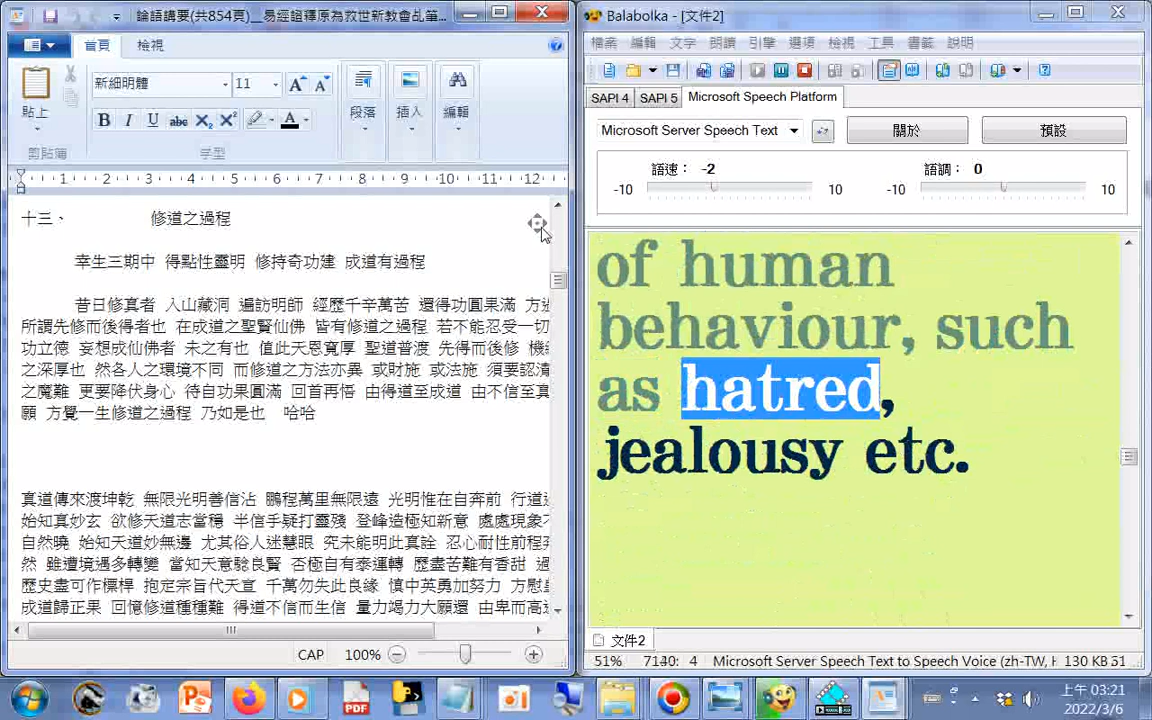 論語講要(共854頁)__易經證釋原為救世新教會乩筆...
首頁 檢視
新細明體 11
貼上
段落 插入 編輯
剪貼簿 字型
1 2 3 4 5 6 7 8 9 10 11 12
十三、 修道之過程
幸生三期中 得點性靈明 修持奇功建 成道有過程
昔日修真者 入山藏洞 遍訪明師 經歷千辛萬苦 還得功圓果滿 方
所謂先修而後得者也 在成道之聖賢仙佛 皆有修道之過程 若不能忍受一切
功立德 妄想成仙佛者 未之有也 值此天恩寬厚 聖道普渡 先得而後修 機
之深厚也 然各人之環境不同 而修道之方法亦異 或財施 或法施 須要認清
之魔難 更要降伏身心 待自功果圓滿 回首再悟 由得道至成道 由不信至真
願 方覺一生修道之過程 乃如是也 哈哈
真道傳來渡坤乾 無限光明善信沾 鵬程萬里無限遠 光明惟在自奔前 行道
始知真妙玄 欲修天道志當穩 半信乎疑打靈殘 登峰造極知新意 處處現象
自然曉 始知天道妙無邊 尤其俗人迷慧眼 究未能明此真詮 忍心耐性前程
然 雖遭境遇多轉變 當知天意驗良賢 否極自有泰運轉 歷盡苦難有香甜
歷史盡可作標桿 抱定宗旨代天宣 千萬勿失此良緣 慎中英勇加努力 方慰
成道歸正果 回憶修道種種難 得道不信而生信 量力竭力大願還 由卑而高
CAP 100%
Balabolka - [文件2]
檔案 編輯 文字 朗讀 引擎 選項 檢視 工具 書籤 說明
SAPI 4 SAPI 5 Microsoft Speech Platform
Microsoft Server Speech Text 關於 預設
語速： -2 語調： 0
-10 10 -10 10
of human
behaviour, such
as hatred,
jealousy etc.
文件2
51% 7140: 4 Microsoft Server Speech Text to Speech Voice (zh-TW, H 130 KB 51
PDF
上午 03:21
2022/3/6